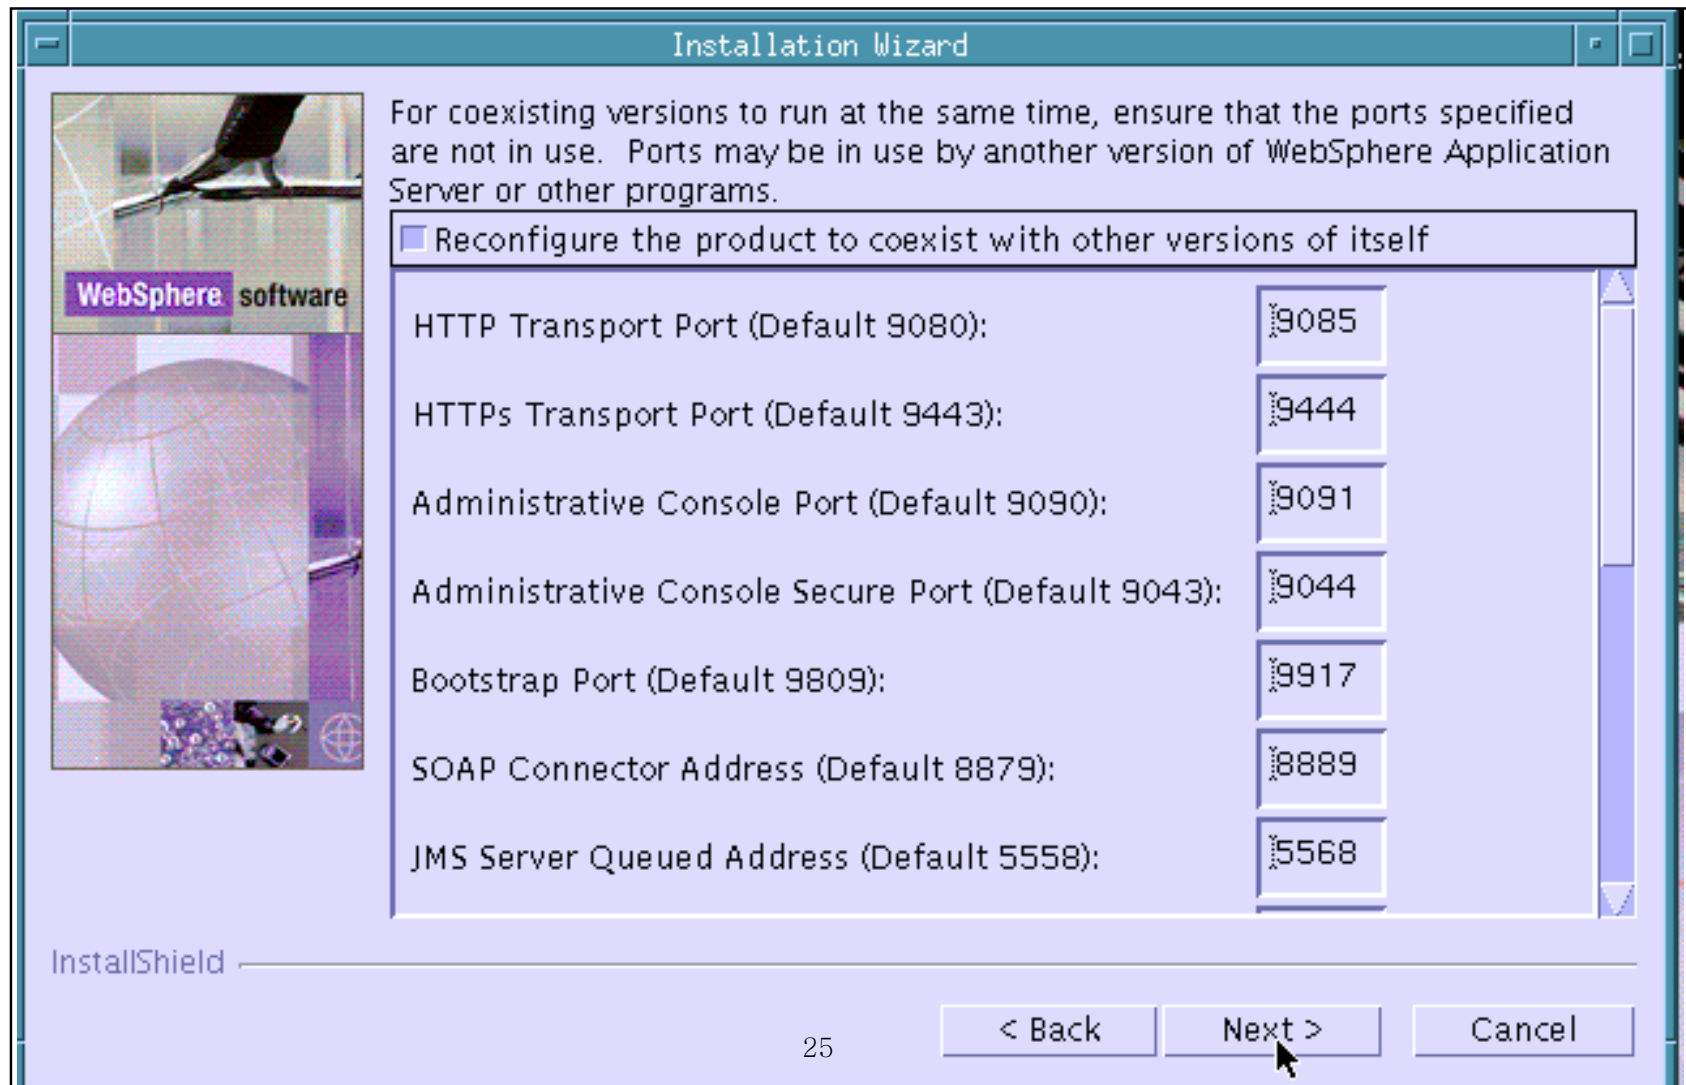 Installation Wizard
For coexisting versions to run at the same time, ensure that the ports specified
are not in use. Ports may be in use by another version of WebSphere Application
Server or other programs.
Reconfigure the product to coexist with other versions of itself
WebSphere software
HTTP Transport Port (Default 9080): 9085
HTTPs Transport Port (Default 9443): 9444
Administrative Console Port (Default 9090): 9091
Administrative Console Secure Port (Default 9043): 9044
Bootstrap Port (Default 9809): 9917
SOAP Connector Address (Default 8879): 8889
JMS Server Queued Address (Default 5558): 5568
InstallShield
< Back Next > Cancel
25